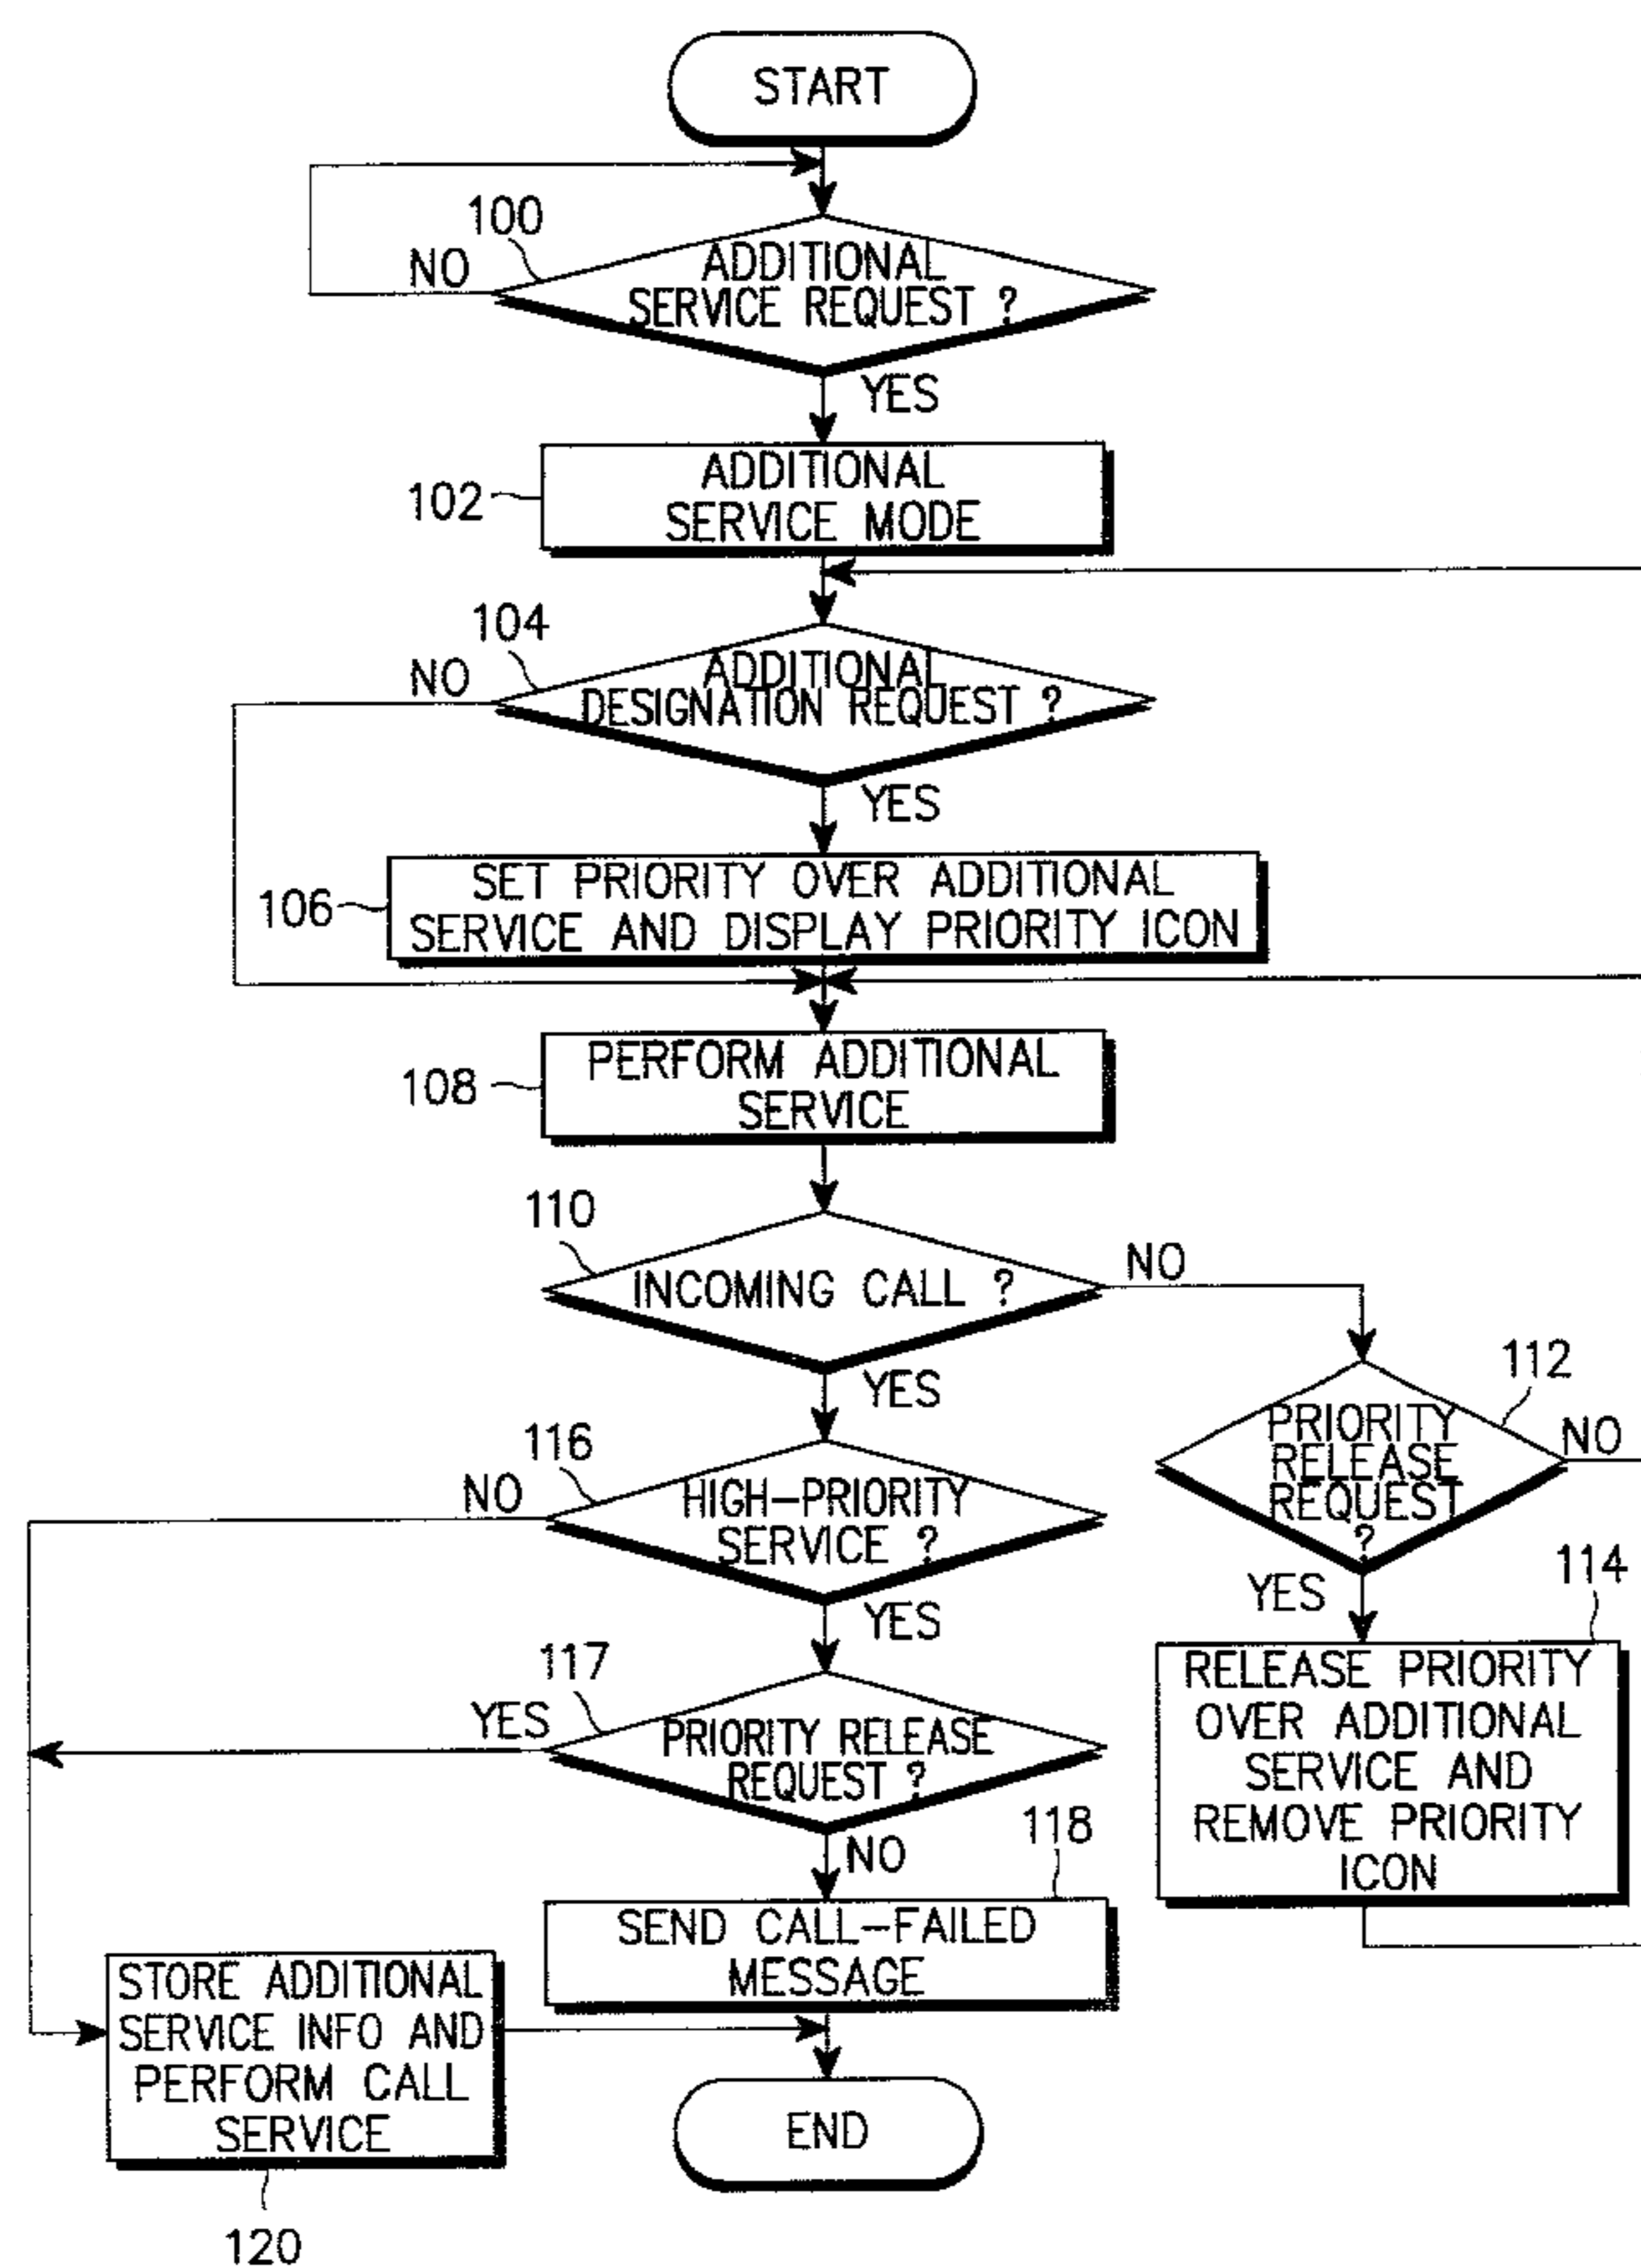 START
100
NO
ADDITIONAL
SERVICE REQUEST ?
YES
102
ADDITIONAL
SERVICE MODE
104
NO
ADDITIONAL
DESIGNATION REQUEST ?
YES
106
SET PRIORITY OVER ADDITIONAL
SERVICE AND DISPLAY PRIORITY ICON
108
PERFORM ADDITIONAL
SERVICE
110
INCOMING CALL ?
NO
YES
112
PRIORITY
RELEASE
REQUEST
?
NO
YES
116
NO
HIGH-PRIORITY
SERVICE ?
YES
114
RELEASE PRIORITY
OVER ADDITIONAL
SERVICE AND
REMOVE PRIORITY
ICON
117
YES
PRIORITY RELEASE
REQUEST ?
NO
118
SEND CALL-FAILED
MESSAGE
STORE ADDITIONAL
SERVICE INFO AND
PERFORM CALL
SERVICE
120
END